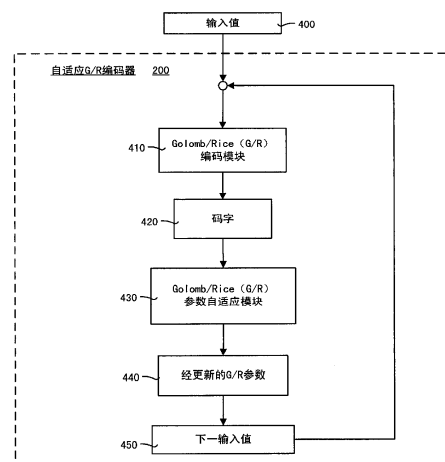 输入值
400
自适应G/R编码器 200
Golomb/Rice（G/R）
编码模块
410
码字
420
Golomb/Rice（G/R）
参数自适应模块
430
经更新的G/R参数
440
下一输入值
450